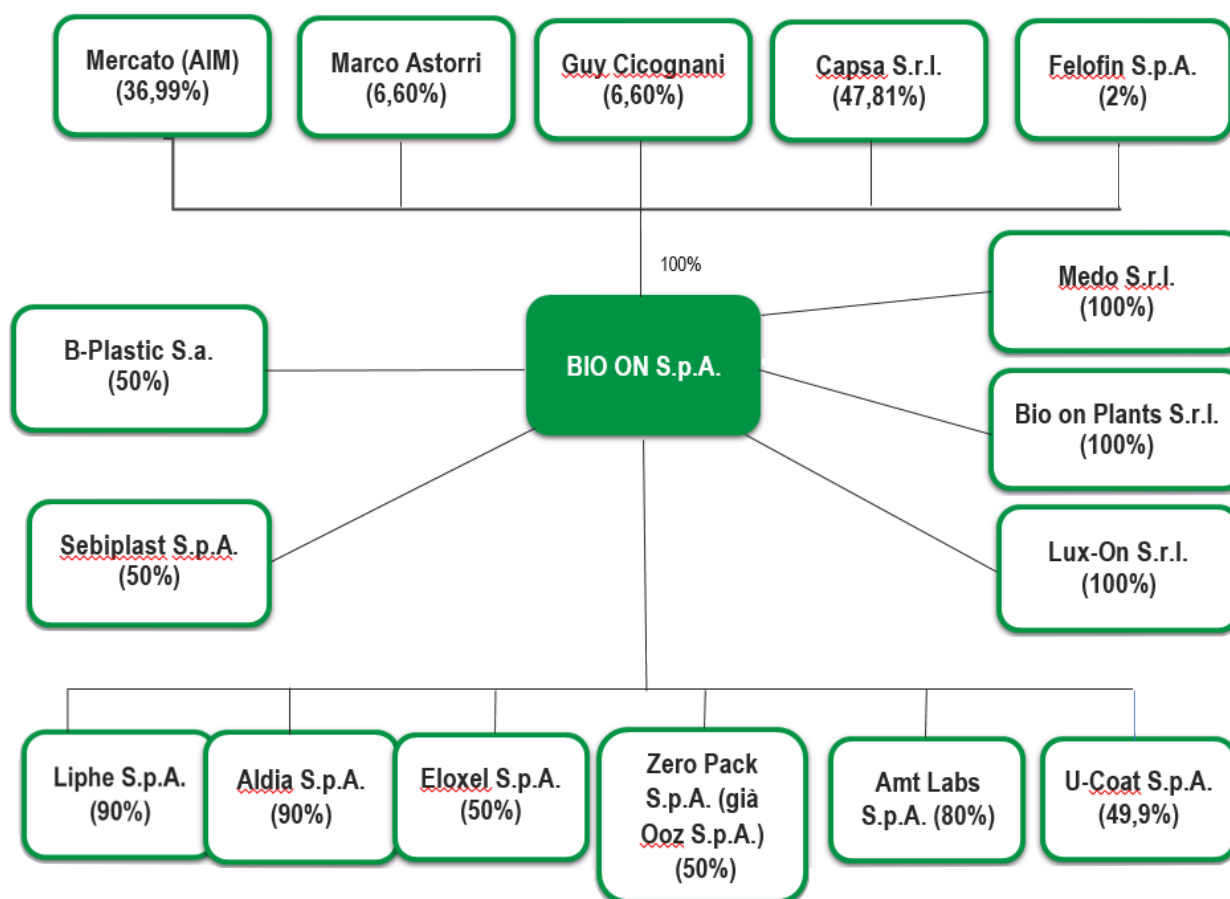 Mercato (AIM)
(36,99%)
Marco Astorri
(6,60%)
Guy Cicognani
(6,60%)
Capsa S.r.l.
(47,81%)
Felofin S.p.A.
(2%)
100%
Medo S.r.l.
(100%)
B-Plastic S.a.
(50%)
BIO ON S.p.A.
Bio on Plants S.r.l.
(100%)
Sebiplast S.p.A.
(50%)
Lux-On S.r.l.
(100%)
Liphe S.p.A.
(90%)
Aldia S.p.A.
(90%)
Eloxel S.p.A.
(50%)
Zero Pack
S.p.A. (già
Ooz S.p.A.)
(50%)
Amt Labs
S.p.A. (80%)
U-Coat S.p.A.
(49,9%)